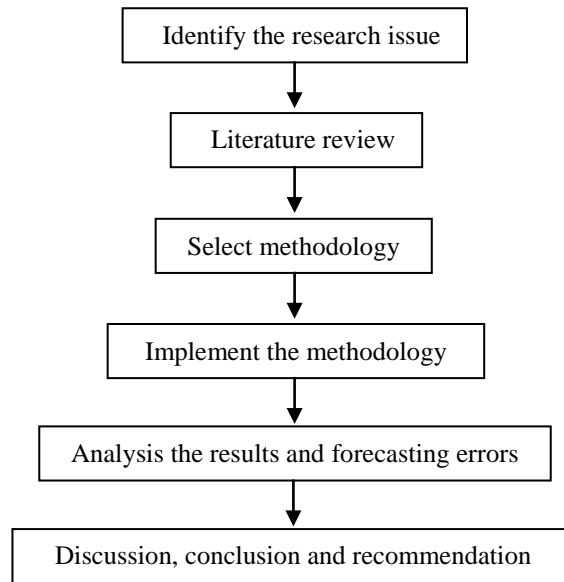 Identify the research issue
Literature review
Select methodology
Implement the methodology
Analysis the results and forecasting errors
Discussion, conclusion and recommendation